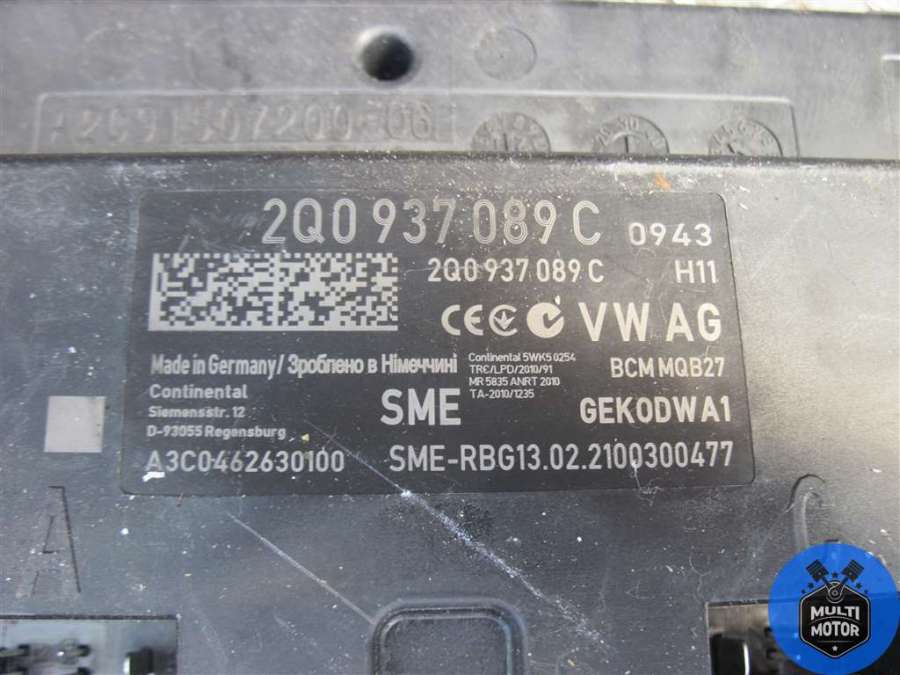 A2C91507200-06
2Q0 937 089 C 0943
2Q0 937 089 C H11
VW AG
Made in Germany/ Зроблено в Німеччині
Continental 5WK5 0254
TRC/LPD/2010/91
MR 5835 ANRT 2010
TA-2010/1235
BCM MQB27
Continental
Siemensstr. 12
D-93055 Regensburg
SME
GEKODWA1
A3C0462630100
SME-RBG13.02.2100300477
A
C
MULTI
MOTOR